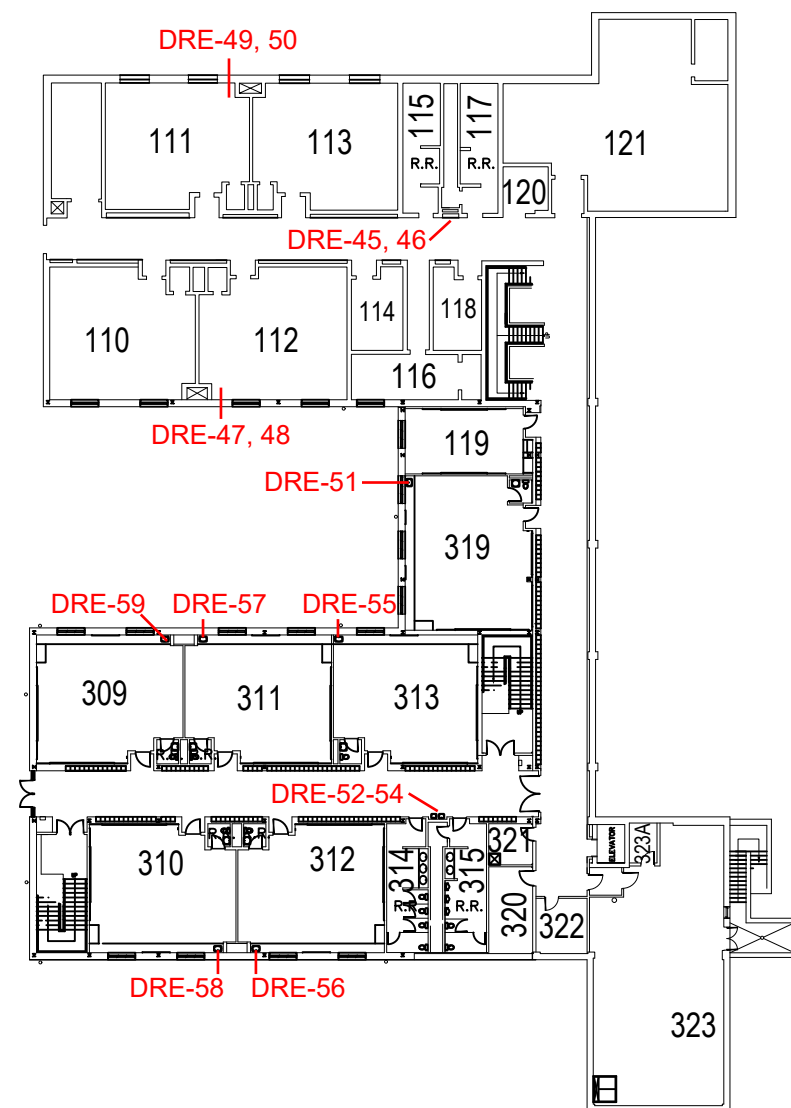 DRE-49, 50
111
113
115
R.R.
117
R.R.
121
120
DRE-45, 46
110
112
114
118
116
DRE-47, 48
119
DRE-51
319
DRE-59
DRE-57
DRE-55
309
311
313
DRE-52-54
310
312
314
R.R.
315
R.R.
321
320
322
ELEVATOR
323A
323
DRE-58
DRE-56